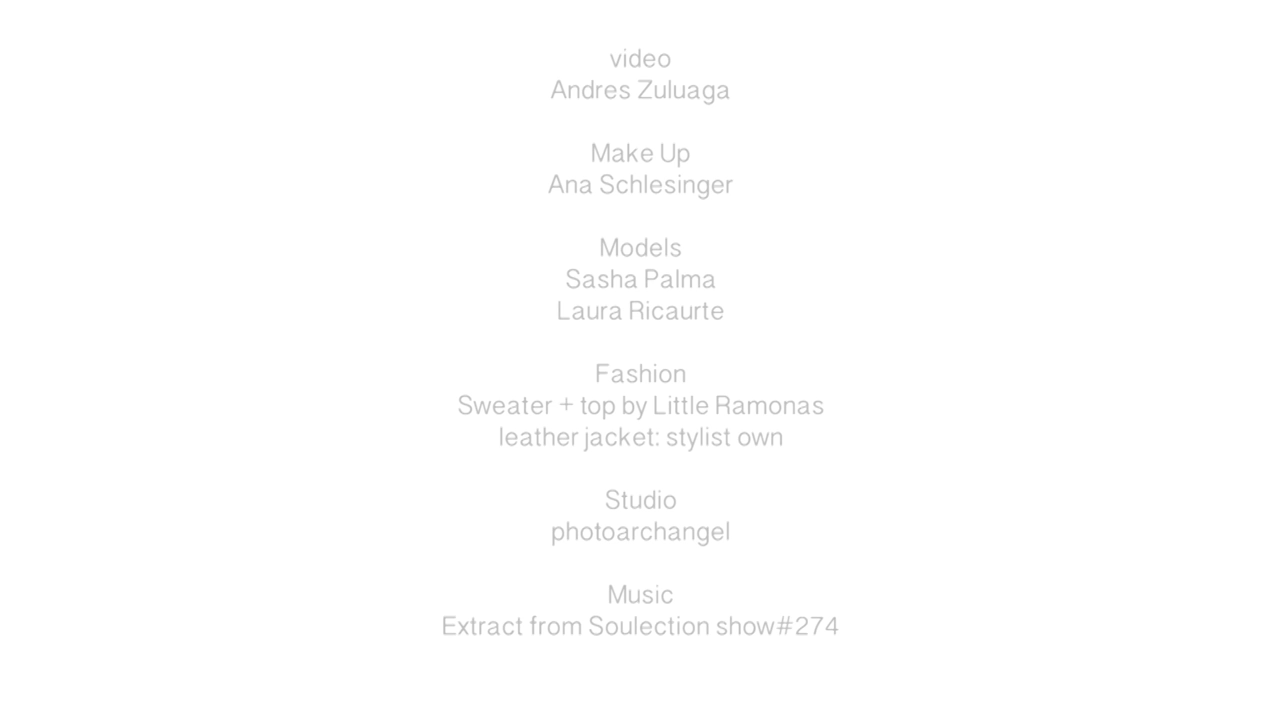 video
Andres Zuluaga
Make Up
Ana Schlesinger
Models
Sasha Palma
Laura Ricaurte
Fashion
Sweater + top by Little Ramonas
leather jacket: stylist own
Studio
photoarchangel
Music
Extract from Soulection show#274